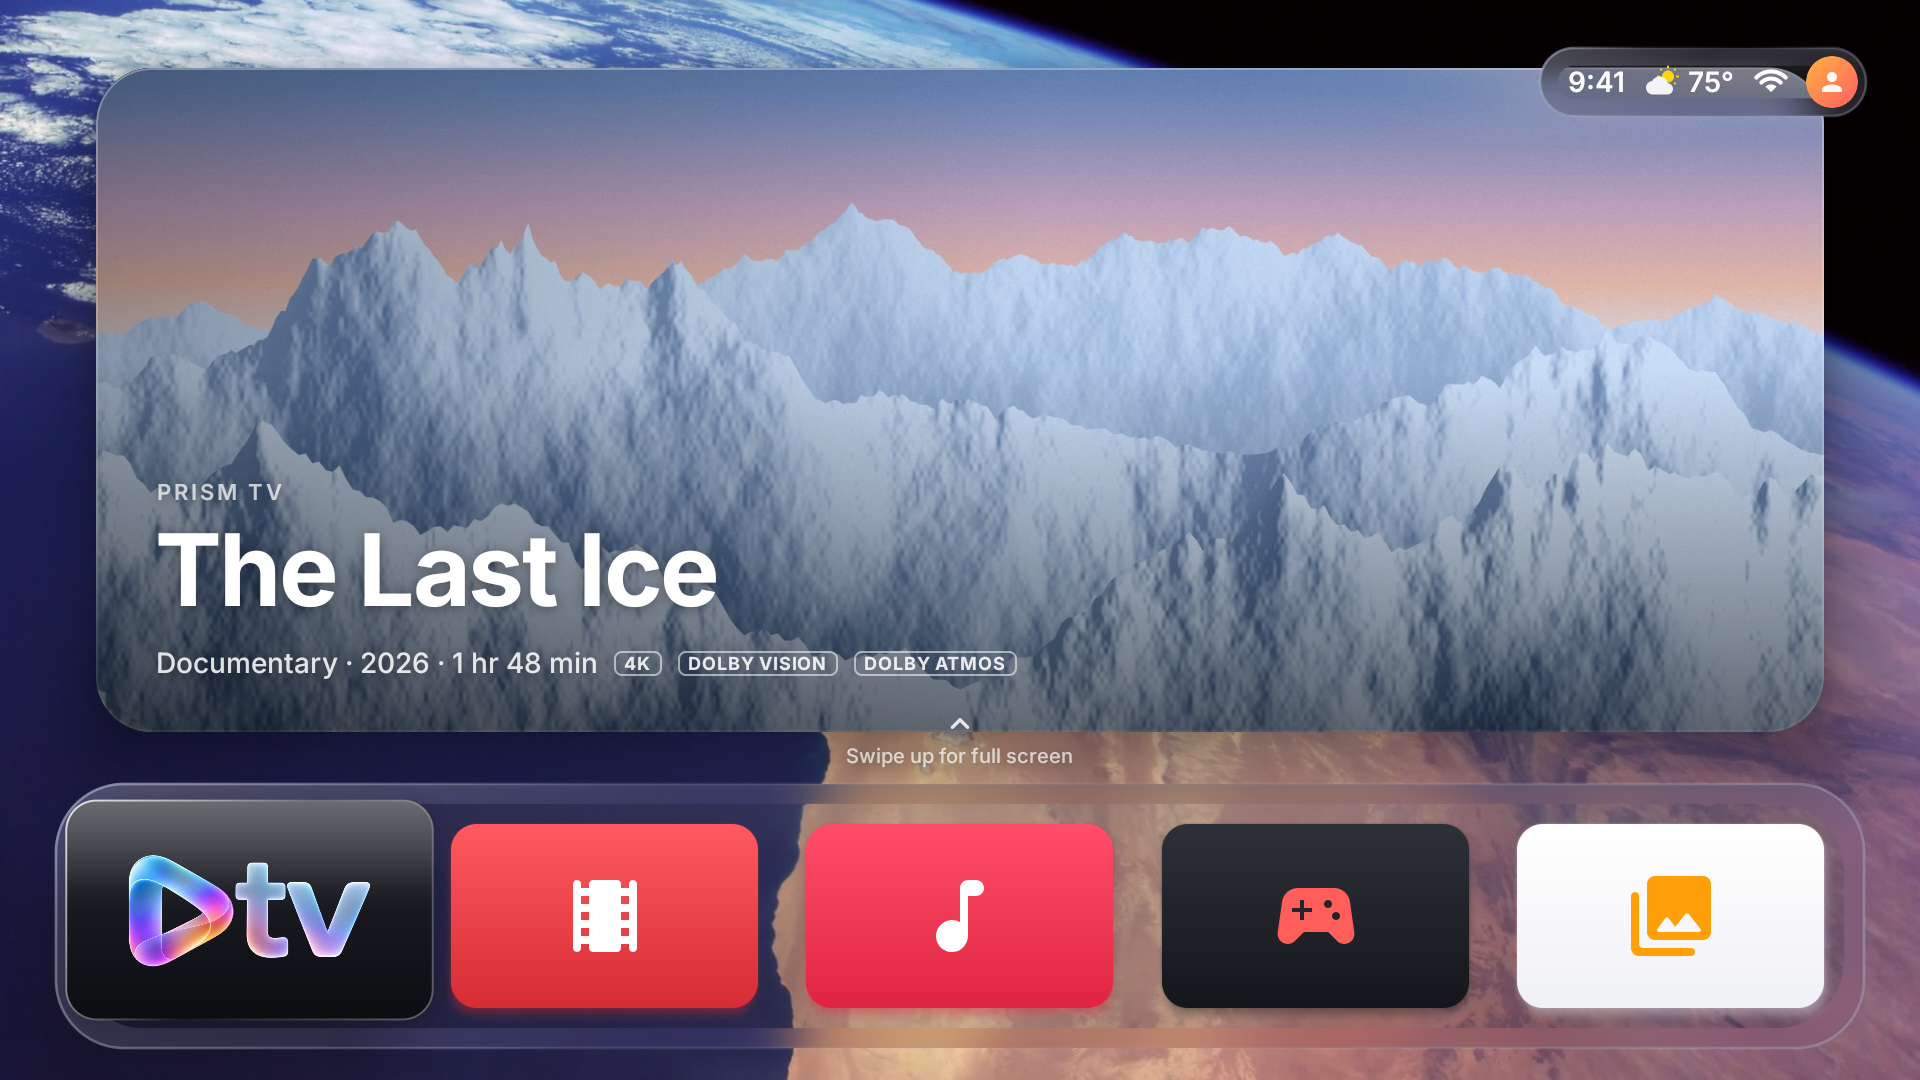 9:41 75°
PRISM TV
The Last Ice
Documentary · 2026 · 1 hr 48 min 4K DOLBY VISION DOLBY ATMOS
Swipe up for full screen
tv